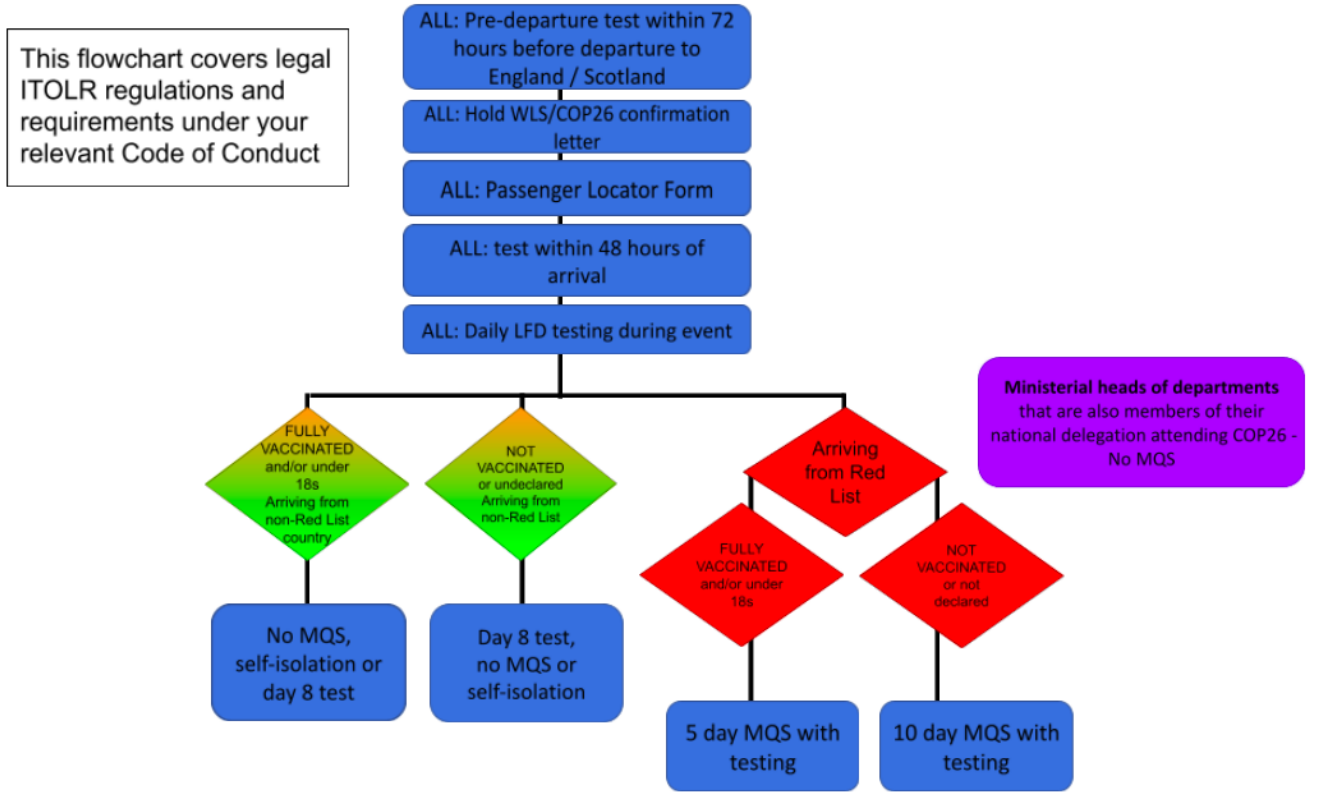 ALL: Pre-departure test within 72
hours before departure to
England / Scotland
This flowchart covers legal
ITOLR regulations and
requirements under your
relevant Code of Conduct
ALL: Hold WLS/COP26 confirmation
letter
ALL: Passenger Locator Form
ALL: test within 48 hours of
arrival
ALL: Daily LFD testing during event
Ministerial heads of departments
that are also members of their
national delegation attending COP26 -
No MQS
FULLY
VACCINATED
and/or under
18s
Arriving from
non-Red List
country
NOT
VACCINATED
or undeclared
Arriving from
non-Red List
Arriving
from Red
List
FULLY
VACCINATED
and/or under
18s
NOT
VACCINATED
or not
declared
No MQS,
self-isolation or
day 8 test
Day 8 test,
no MQS or
self-isolation
5 day MQS with
testing
10 day MQS with
testing